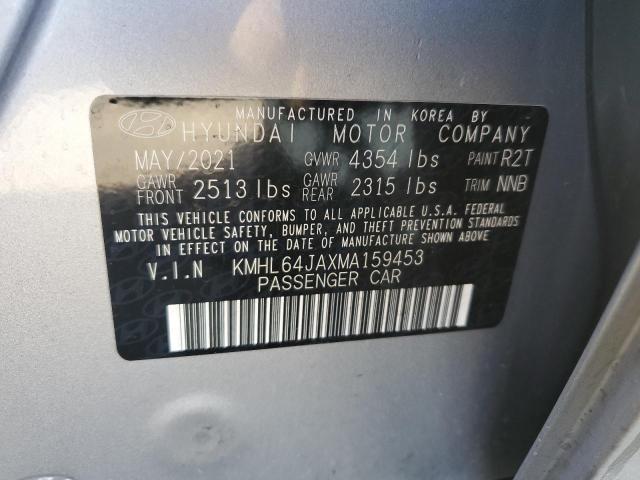 MANUFACTURED IN KOREA BY
HYUNDAI MOTOR COMPANY
MAY/2021 GVWR 4354 lbs PAINT R2T
GAWR FRONT 2513 lbs GAWR REAR 2315 lbs TRIM NNB
THIS VEHICLE CONFORMS TO ALL APPLICABLE U.S.A. FEDERAL
MOTOR VEHICLE SAFETY, BUMPER, AND THEFT PREVENTION STANDARDS
IN EFFECT ON THE DATE OF MANUFACTURE SHOWN ABOVE.
V.I.N KMHL64JAXMA159453
PASSENGER CAR